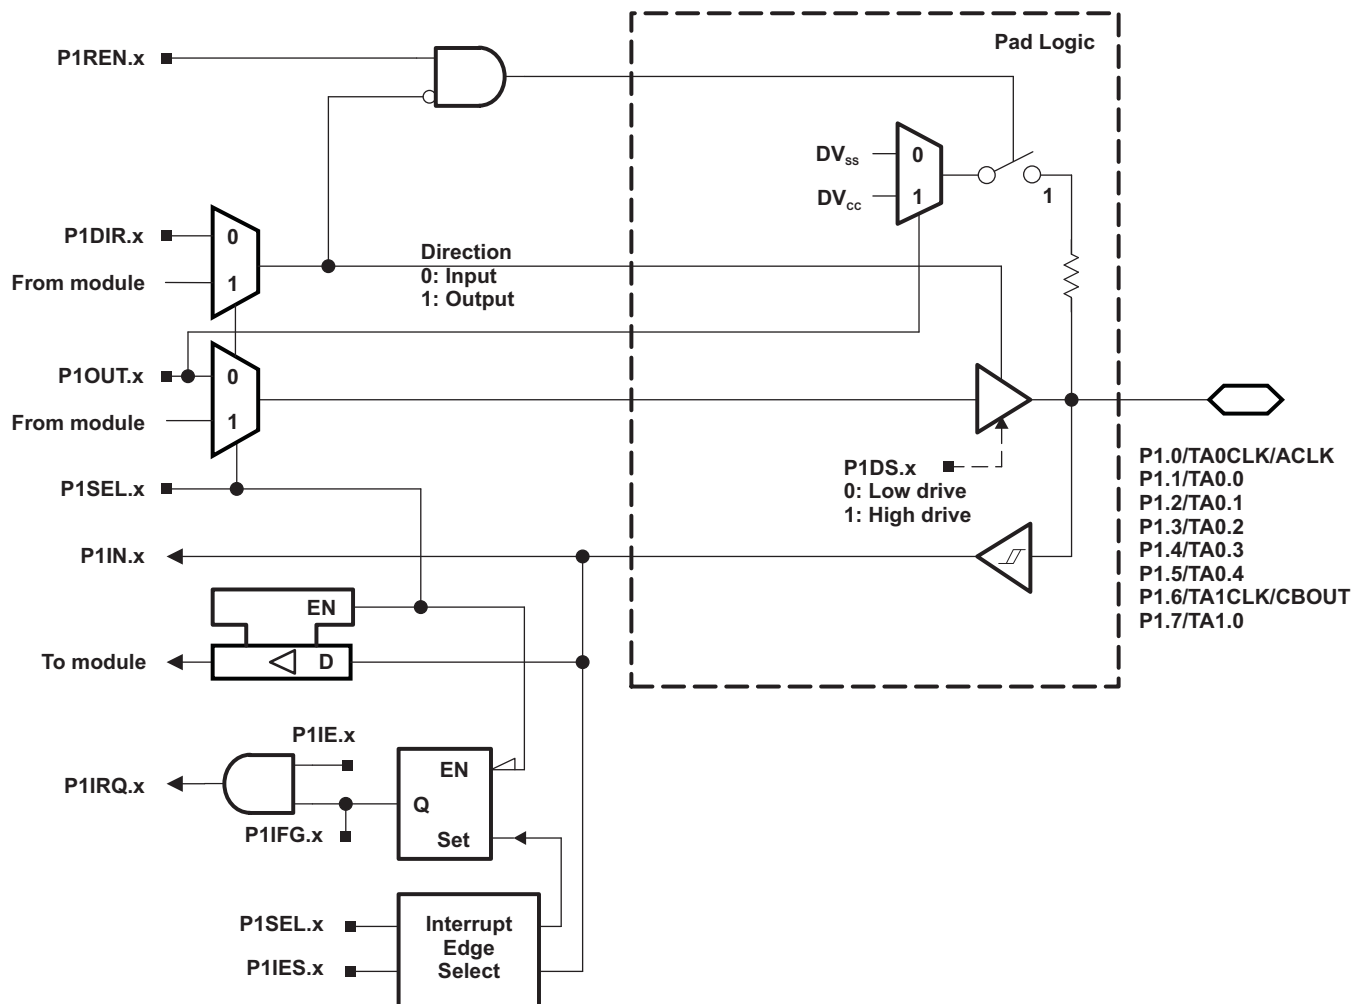 Pad Logic
P1REN.x
DVSS
0
DVCC
1
1
P1DIR.x
0
From module
1
Direction
0: Input
1: Output
P1OUT.x
0
From module
1
P1SEL.x
P1DS.x
0: Low drive
1: High drive
P1.0/TA0CLK/ACLK
P1.1/TA0.0
P1.2/TA0.1
P1.3/TA0.2
P1.4/TA0.3
P1.5/TA0.4
P1.6/TA1CLK/CBOUT
P1.7/TA1.0
P1IN.x
EN
To module
D
P1IE.x
P1IRQ.x
EN
Q
P1IFG.x
Set
P1SEL.x
P1IES.x
Interrupt
Edge
Select